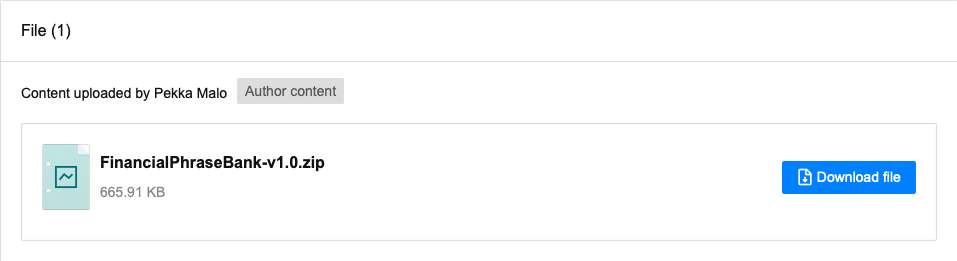 File (1)
Content uploaded by Pekka Malo Author content
FinancialPhraseBank-v1.0.zip
665.91 KB
Download file